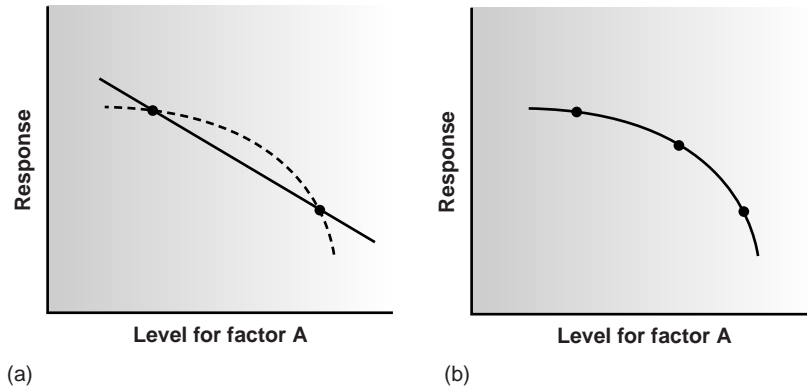 Response
Level for factor A
(a)
Response
Level for factor A
(b)